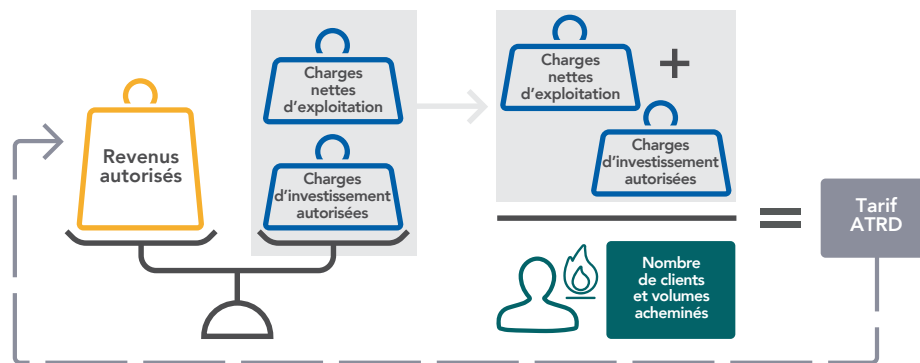 Revenus
autorisés
Charges
nettes
d'exploitation
Charges
d'investissement
autorisées
Charges
nettes
d'exploitation
+
Charges
d'investissement
autorisées
=
Nombre
de clients
et volumes
acheminés
Tarif
ATRD